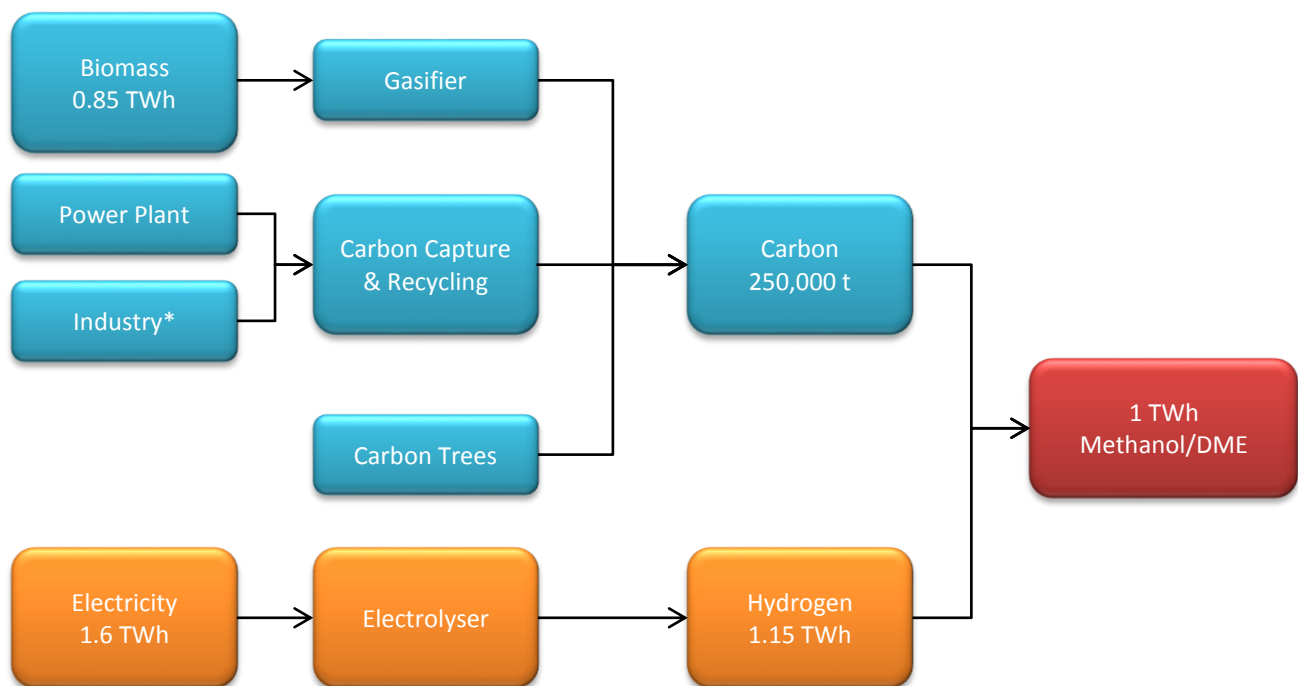 Biomass
0.85 TWh
Gasifier
Power Plant
Industry*
Carbon Capture
& Recycling
Carbon
250,000 t
Carbon Trees
1 TWh
Methanol/DME
Electricity
1.6 TWh
Electrolyser
Hydrogen
1.15 TWh